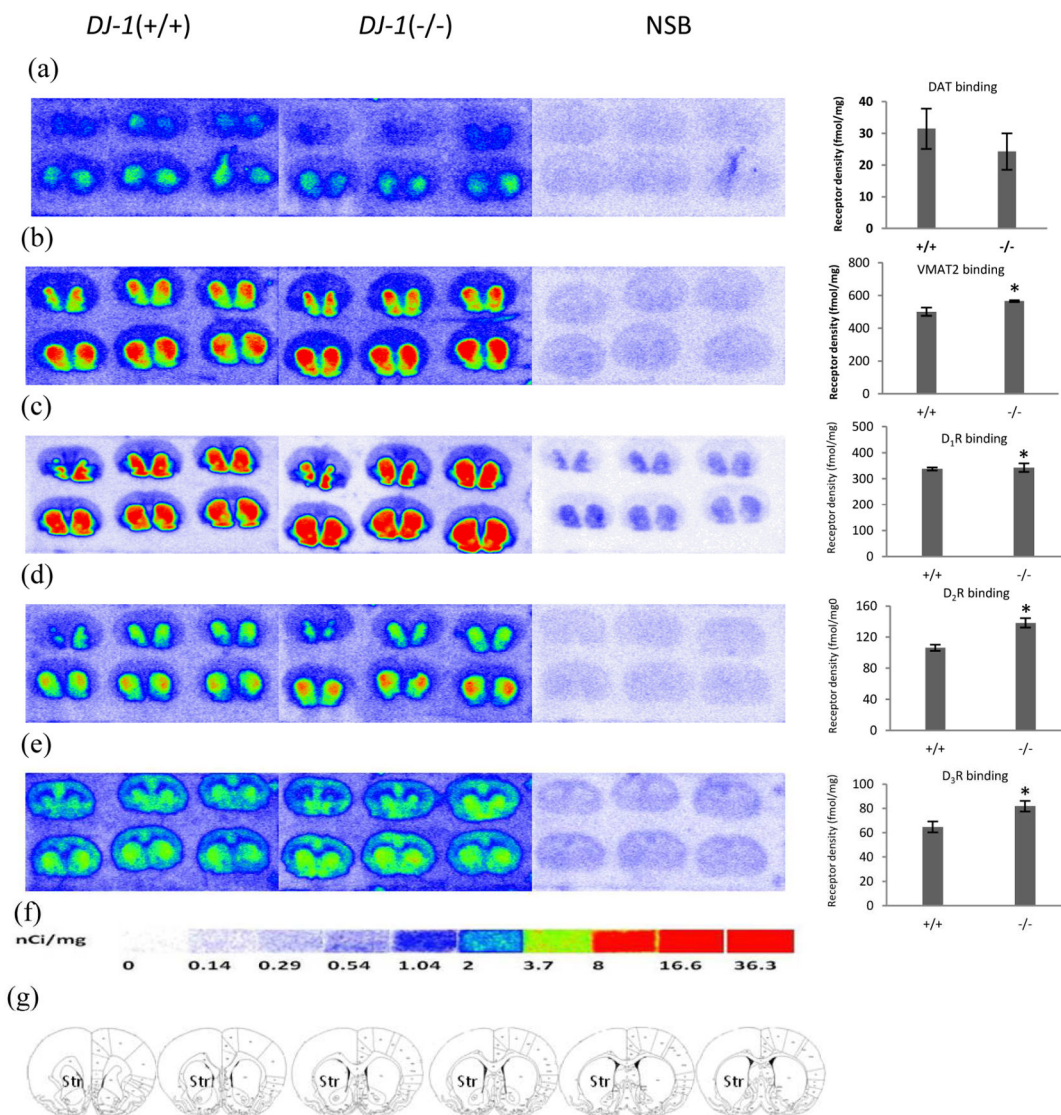 DJ-1(+/+) DJ-1(-/-) NSB
(a)
DAT binding
Receptor density (fmol/mg)
40
30
20
10
0
+/+ -/-
(b)
VMAT2 binding
Receptor density (fmol/mg)
600
400
200
0
*
+/+ -/-
(c)
D₁R binding
Receptor density (fmol/mg)
500
400
300
200
100
0
*
+/+ -/-
(d)
D₂R binding
Receptor density (fmol/mg0
160
120
80
40
0
*
+/+ -/-
(e)
D₃R binding
Receptor density (fmol/mg)
100
80
60
40
20
0
*
+/+ -/-
(f)
nCi/mg
0 0.14 0.29 0.54 1.04 2 3.7 8 16.6 36.3
(g)
Str Str Str Str Str Str